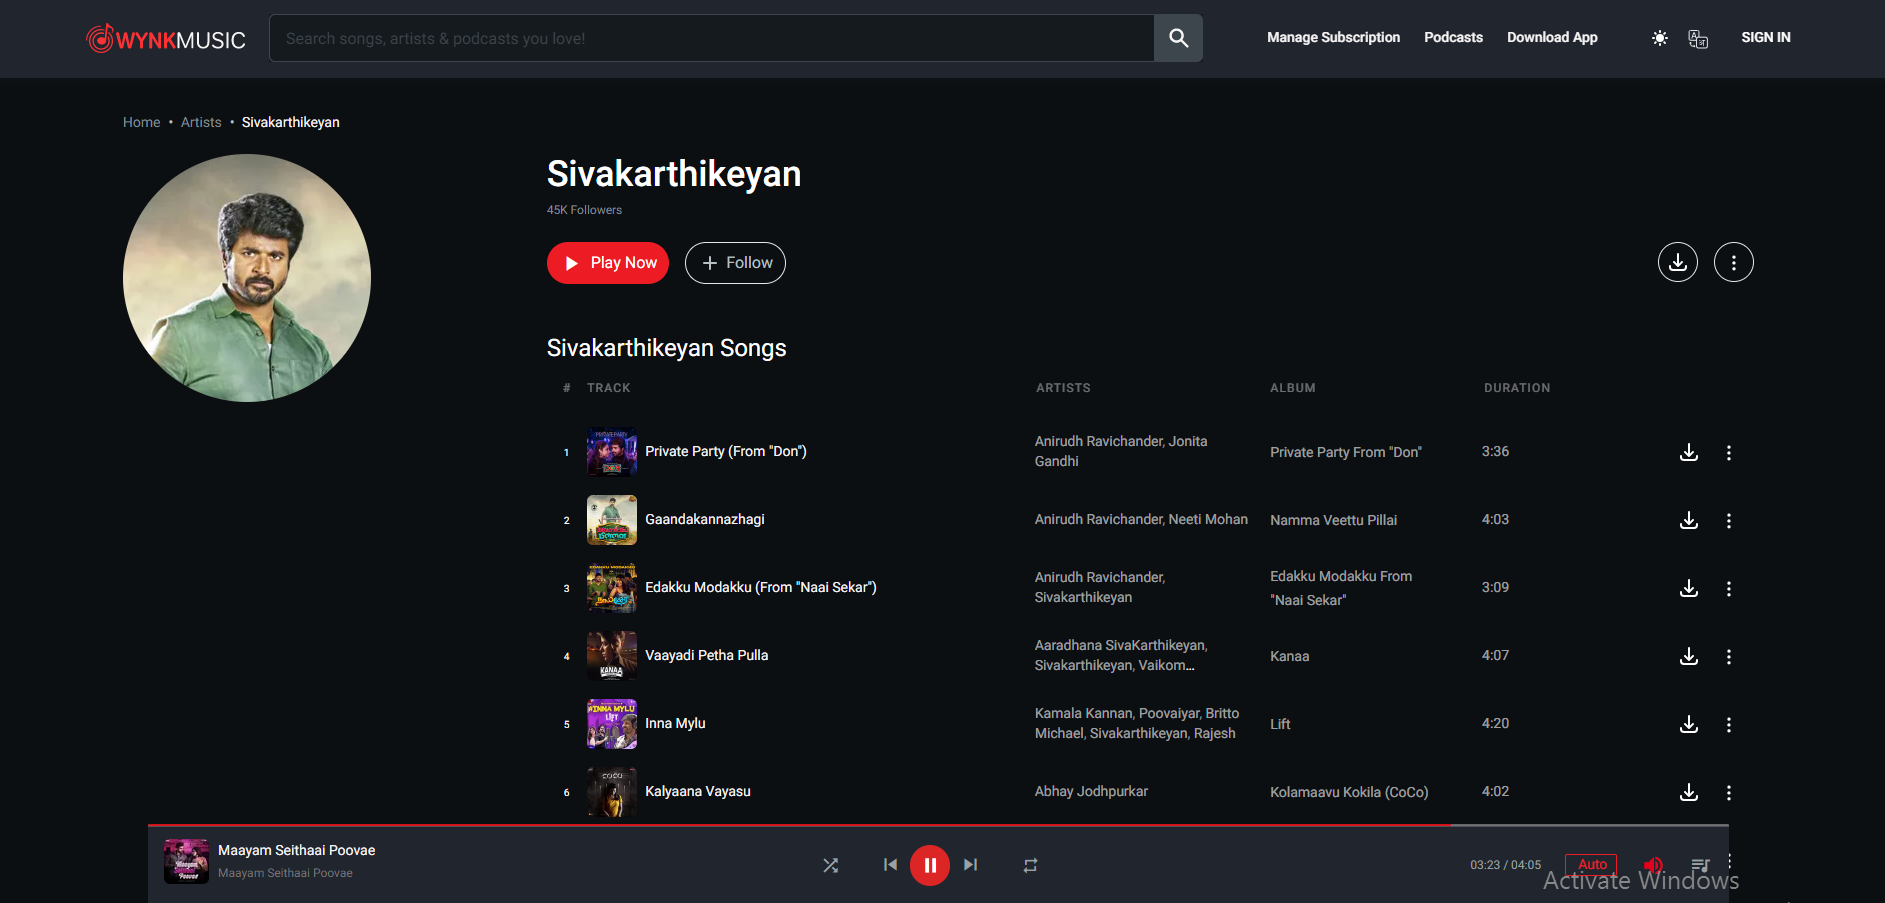 WYNKMUSIC
Search songs, artists & podcasts you love!
Manage Subscription
Podcasts
Download App
SIGN IN
Home • Artists • Sivakarthikeyan
Sivakarthikeyan
45K Followers
Play Now
Follow
Sivakarthikeyan Songs
# TRACK ARTISTS ALBUM DURATION
1 Private Party (From "Don") Anirudh Ravichander, Jonita
Gandhi
Private Party From "Don" 3:36
2 Gaandakannazhagi Anirudh Ravichander, Neeti Mohan Namma Veettu Pillai 4:03
3 Edakku Modakku (From "Naai Sekar") Anirudh Ravichander,
Sivakarthikeyan
Edakku Modakku From
"Naai Sekar"
3:09
KANAA
4 Vaayadi Petha Pulla Aaradhana SivaKarthikeyan,
Sivakarthikeyan, Vaikom...
Kanaa 4:07
#INNA MYLU
LIFT
5 Inna Mylu Kamala Kannan, Poovaiyar, Britto
Michael, Sivakarthikeyan, Rajesh
Lift 4:20
COCO
6 Kalyaana Vayasu Abhay Jodhpurkar Kolamaavu Kokila (CoCo) 4:02
Maayam Seithaai Poovae
Maayam Seithaai Poovae
03:23 / 04:05
Auto
Activate Windows